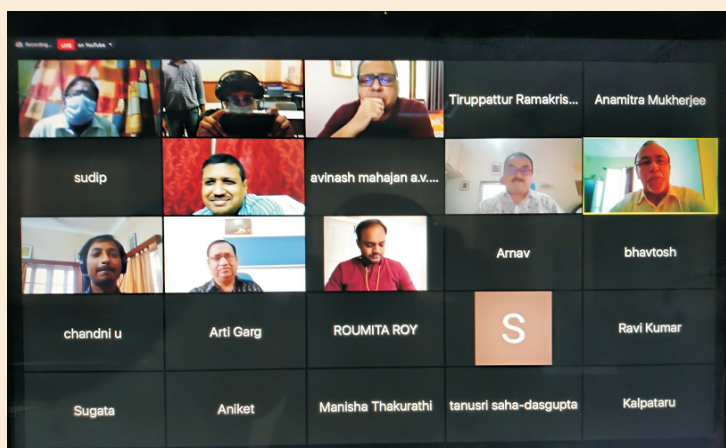 Recording...
LIVE
on YouTube
Tiruppattur Ramakris...
Anamitra Mukherjee
sudip
avinash mahajan a.v....
Arnav
bhavtosh
chandni u
Arti Garg
ROUMITA ROY
S
Ravi Kumar
Sugata
Aniket
Manisha Thakurathi
tanusri saha-dasgupta
Kalpataru